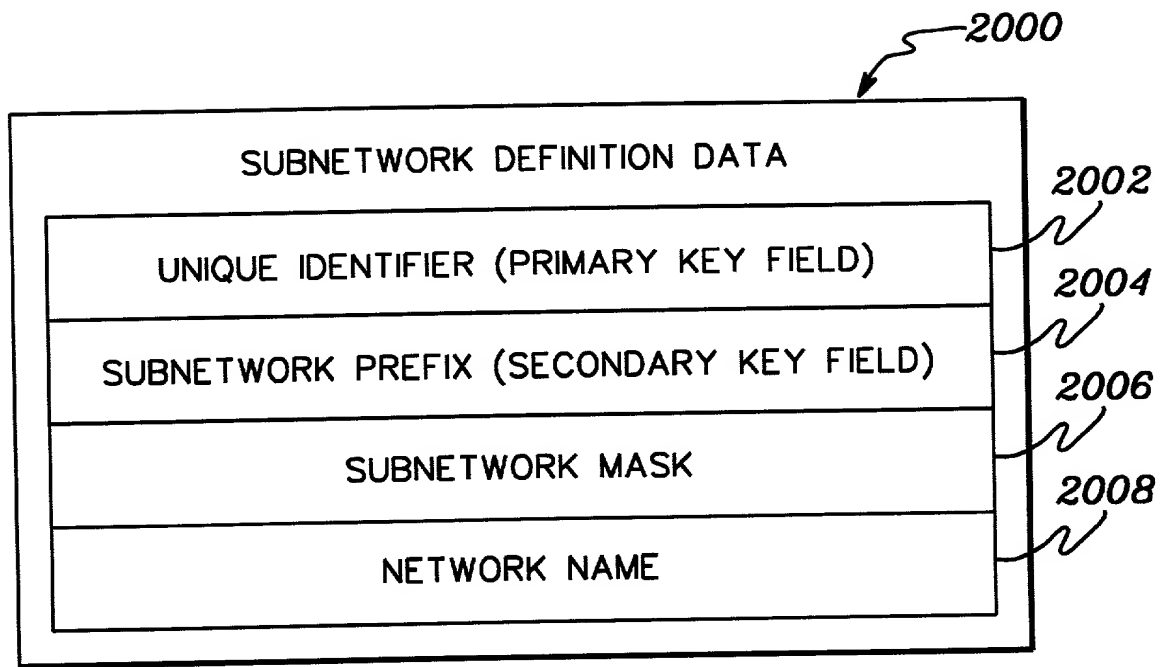 2000
SUBNETWORK DEFINITION DATA
2002
UNIQUE IDENTIFIER (PRIMARY KEY FIELD)
2004
SUBNETWORK PREFIX (SECONDARY KEY FIELD)
2006
SUBNETWORK MASK
2008
NETWORK NAME